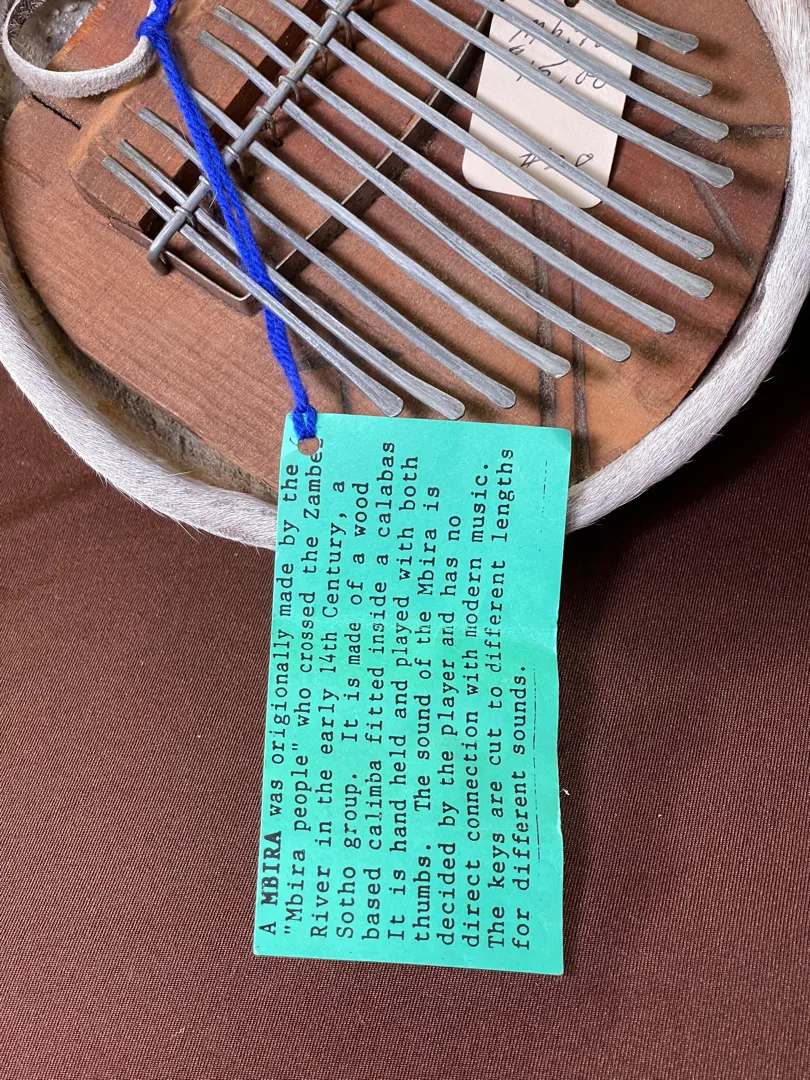 A MBIRA was origionally made by the
"Mbira people" who crossed the Zambe
River in the early 14th Century, a
Sotho group. It is made of a wood
based calimba fitted inside a calabas
It is hand held and played with both
thumbs. The sound of the Mbira is
decided by the player and has no
direct connection with modern music.
The keys are cut to different lengths
for different sounds.